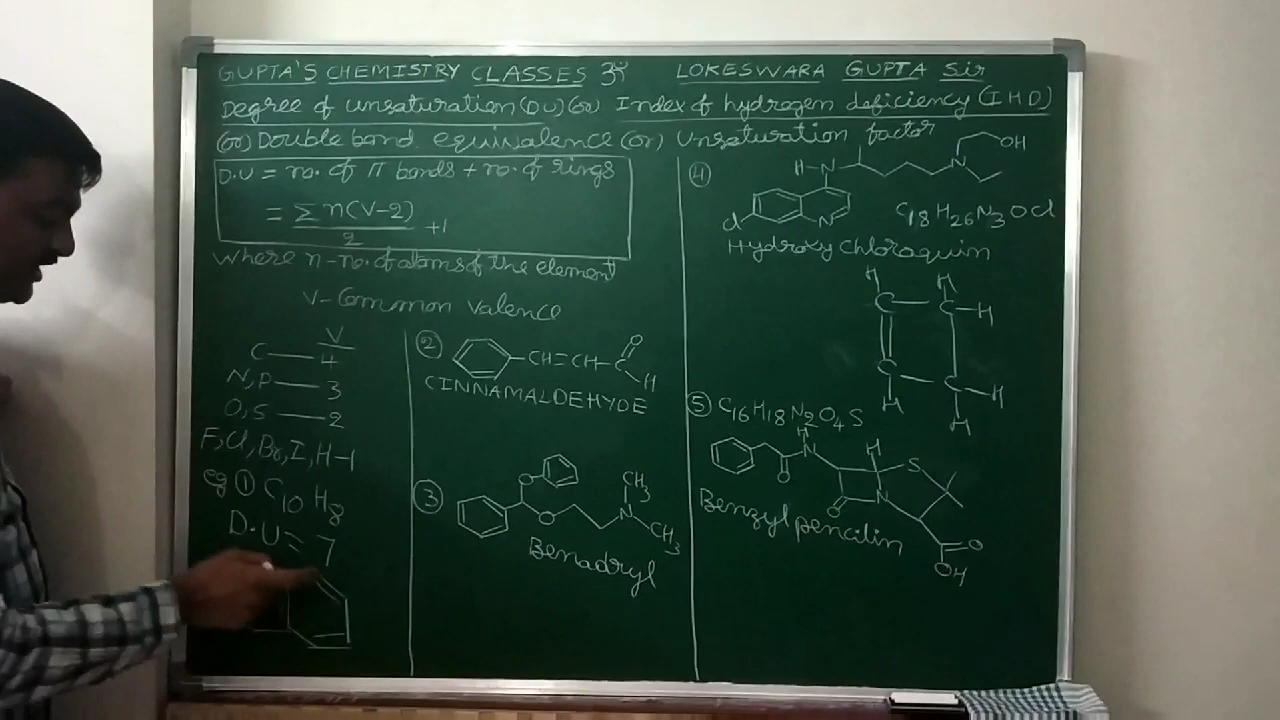 GUPTA'S CHEMISTRY CLASSES ॐ LOKESWARA GUPTA Sir
Degree of unsaturation (DU) (or) Index of hydrogen deficiency (IHD)
(or) Double bond equivalence (or) Unsaturation factor
D.U = no. of π bonds + no. of rings
= Σ n(V-2) / 2 + 1
where n - no. of atoms of the element
V - Common valence
V
C — 4
N, P — 3
O, S — 2
F, Cl, Br, I, H - 1
eg ① C10 H8
D.U = 7
② CH=CH-C O H
CINNAMALDEHYDE
③ O O N CH3 CH3
Benadryl
④ H-N N OH
Cl N C18 H26 N3 O Cl
Hydroxy Chloraquin
H H
C C H
C C H
H H
⑤ C16 H18 N2 O4 S
H N O H S N O O OH
Benzyl pencilin